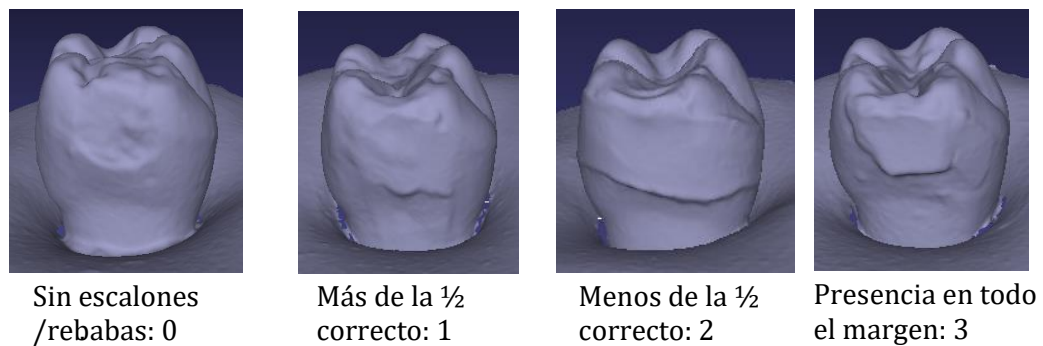 Sin escalones
/rebabas: 0
Más de la ½
correcto: 1
Menos de la ½
correcto: 2
Presencia en todo
el margen: 3